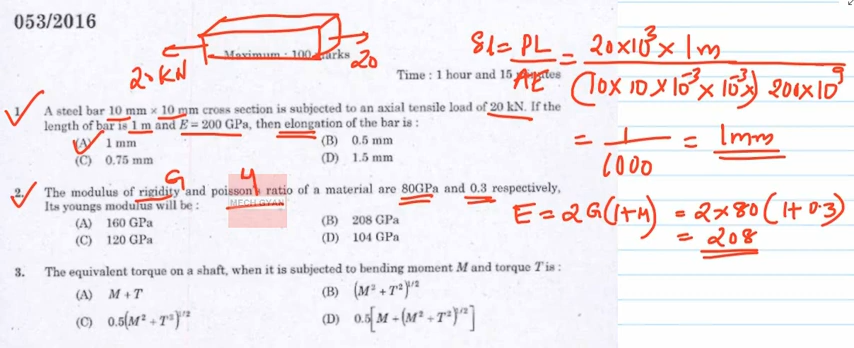 053/2016
20 KN
20
Maximum : 100 marks
Time : 1 hour and 15 minutes
1. A steel bar 10 mm × 10 mm cross section is subjected to an axial tensile load of 20 kN. If the
length of bar is 1 m and E = 200 GPa, then elongation of the bar is :
(A) 1 mm (B) 0.5 mm
(C) 0.75 mm (D) 1.5 mm
δl = PL/AE = 20×10³ × 1m / (10×10×10⁻³×10⁻³) 200×10⁹
= 1/1000 = 1mm
G μ
2. The modulus of rigidity and poisson's ratio of a material are 80GPa and 0.3 respectively,
Its youngs modulus will be :
MECH GYAN
(A) 160 GPa (B) 208 GPa
(C) 120 GPa (D) 104 GPa
E = 2G(1+μ) = 2×80(1+0.3)
= 208
3. The equivalent torque on a shaft, when it is subjected to bending moment M and torque T is :
(A) M + T (B) (M² + T²)^1/2
(C) 0.5(M² + T²)^1/2 (D) 0.5[M + (M² + T²)^1/2]